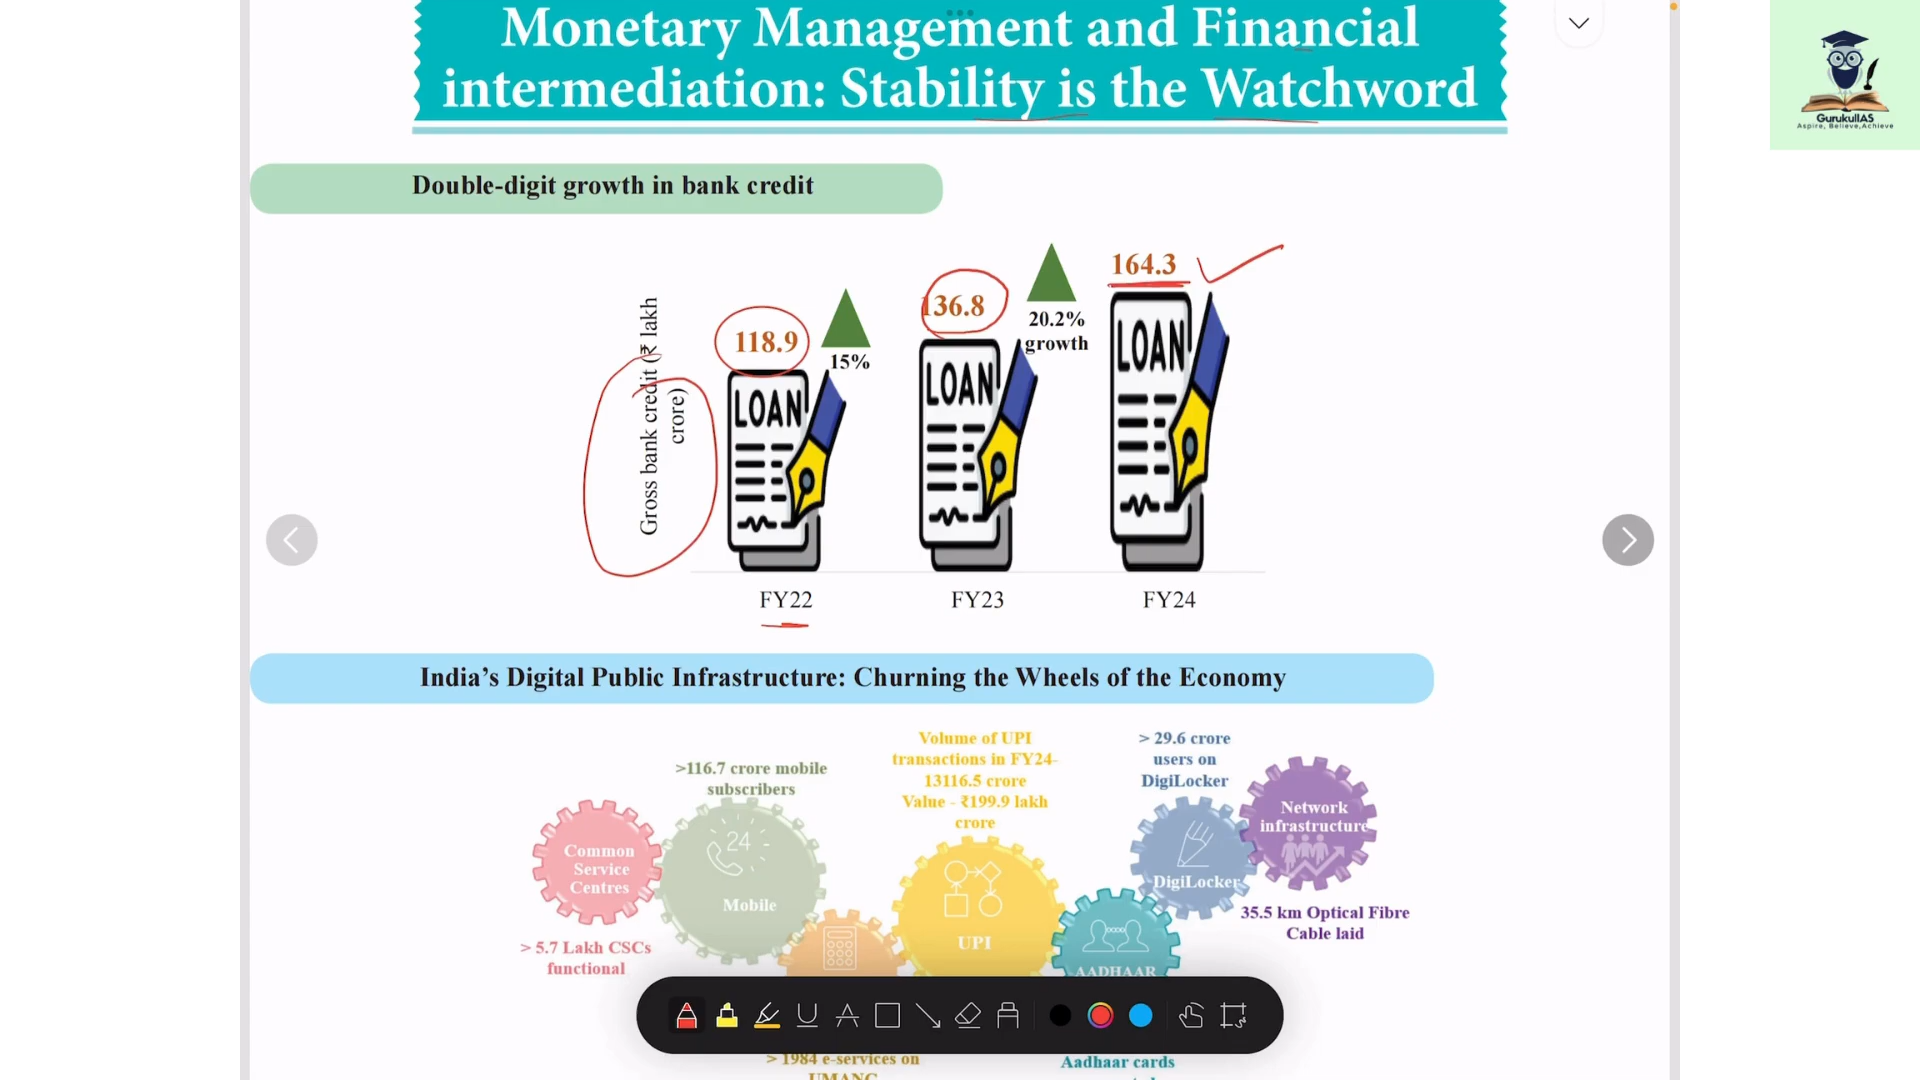 Monetary Management and Financial
intermediation: Stability is the Watchword
GurukulIAS
Aspire, Believe,Achieve
Double-digit growth in bank credit
Gross bank credit (₹ lakh
crore)
118.9
15%
136.8
20.2%
growth
164.3
LOAN
LOAN
LOAN
FY22
FY23
FY24
India's Digital Public Infrastructure: Churning the Wheels of the Economy
>116.7 crore mobile
subscribers
Volume of UPI
transactions in FY24-
13116.5 crore
Value - ₹199.9 lakh
crore
> 29.6 crore
users on
DigiLocker
Network
infrastructure
Common
Service
Centres
24
Mobile
UPI
DigiLocker
AADHAAR
35.5 km Optical Fibre
Cable laid
> 5.7 Lakh CSCs
functional
> 1984 e-services on
UMANG
Aadhaar cards